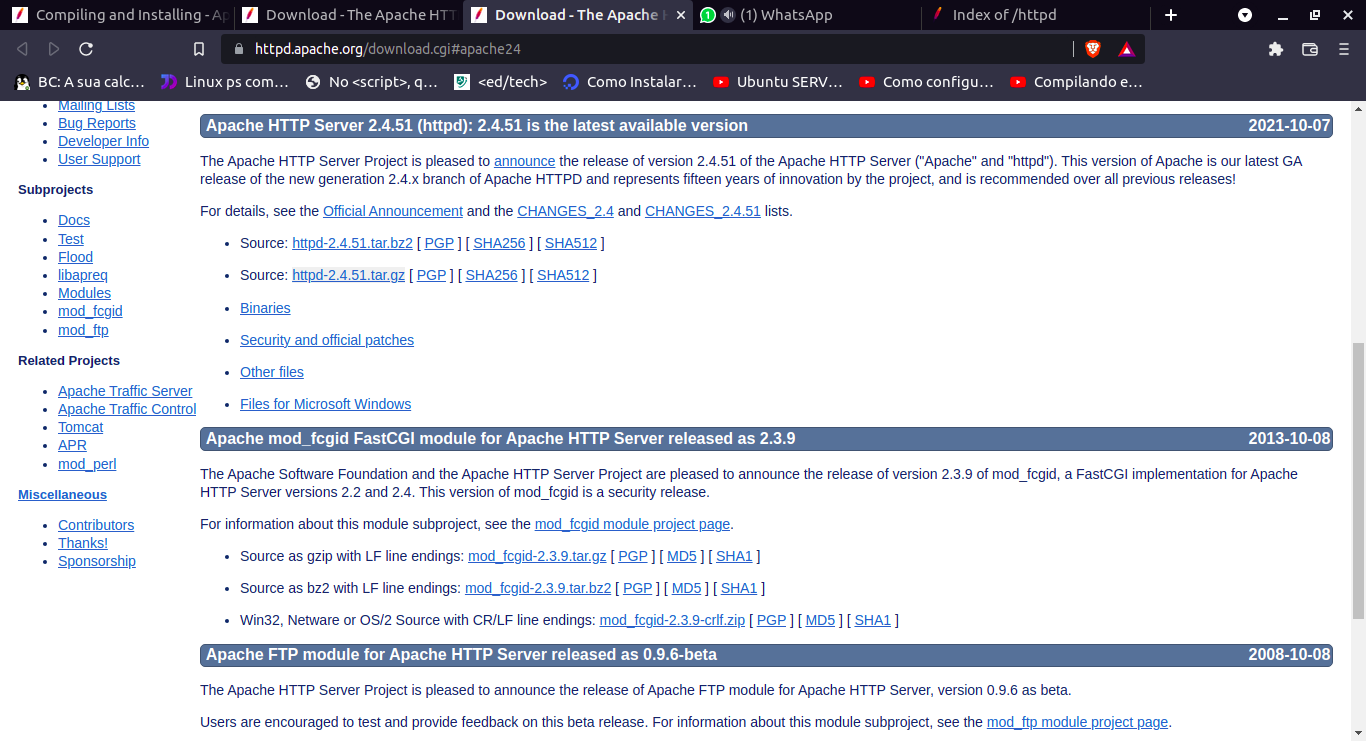 Compiling and Installing - Ap
Download - The Apache HTT
Download - The Apache H
(1) WhatsApp
Index of /httpd
httpd.apache.org/download.cgi#apache24
BC: A sua calc...
Linux ps com...
No <script>, q...
<ed/tech>
Como Instalar...
Ubuntu SERV...
Como configu...
Compilando e...
Mailing Lists
Bug Reports
Developer Info
User Support
Subprojects
Docs
Test
Flood
libapreq
Modules
mod_fcgid
mod_ftp
Related Projects
Apache Traffic Server
Apache Traffic Control
Tomcat
APR
mod_perl
Miscellaneous
Contributors
Thanks!
Sponsorship
Apache HTTP Server 2.4.51 (httpd): 2.4.51 is the latest available version 2021-10-07
The Apache HTTP Server Project is pleased to announce the release of version 2.4.51 of the Apache HTTP Server ("Apache" and "httpd"). This version of Apache is our latest GA
release of the new generation 2.4.x branch of Apache HTTPD and represents fifteen years of innovation by the project, and is recommended over all previous releases!
For details, see the Official Announcement and the CHANGES_2.4 and CHANGES_2.4.51 lists.
Source: httpd-2.4.51.tar.bz2 [ PGP ] [ SHA256 ] [ SHA512 ]
Source: httpd-2.4.51.tar.gz [ PGP ] [ SHA256 ] [ SHA512 ]
Binaries
Security and official patches
Other files
Files for Microsoft Windows
Apache mod_fcgid FastCGI module for Apache HTTP Server released as 2.3.9 2013-10-08
The Apache Software Foundation and the Apache HTTP Server Project are pleased to announce the release of version 2.3.9 of mod_fcgid, a FastCGI implementation for Apache
HTTP Server versions 2.2 and 2.4. This version of mod_fcgid is a security release.
For information about this module subproject, see the mod_fcgid module project page.
Source as gzip with LF line endings: mod_fcgid-2.3.9.tar.gz [ PGP ] [ MD5 ] [ SHA1 ]
Source as bz2 with LF line endings: mod_fcgid-2.3.9.tar.bz2 [ PGP ] [ MD5 ] [ SHA1 ]
Win32, Netware or OS/2 Source with CR/LF line endings: mod_fcgid-2.3.9-crlf.zip [ PGP ] [ MD5 ] [ SHA1 ]
Apache FTP module for Apache HTTP Server released as 0.9.6-beta 2008-10-08
The Apache HTTP Server Project is pleased to announce the release of Apache FTP module for Apache HTTP Server, version 0.9.6 as beta.
Users are encouraged to test and provide feedback on this beta release. For information about this module subproject, see the mod_ftp module project page.